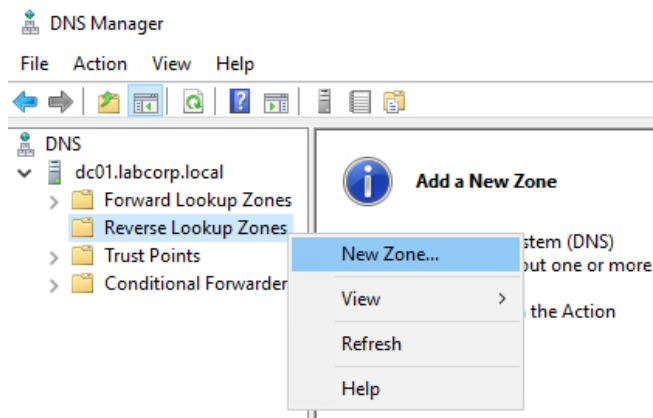 DNS Manager
File Action View Help
DNS
dc01.labcorp.local
Forward Lookup Zones
Reverse Lookup Zones
Trust Points
Conditional Forwarder
Add a New Zone
stem (DNS)
out one or more
the Action
New Zone...
View
Refresh
Help